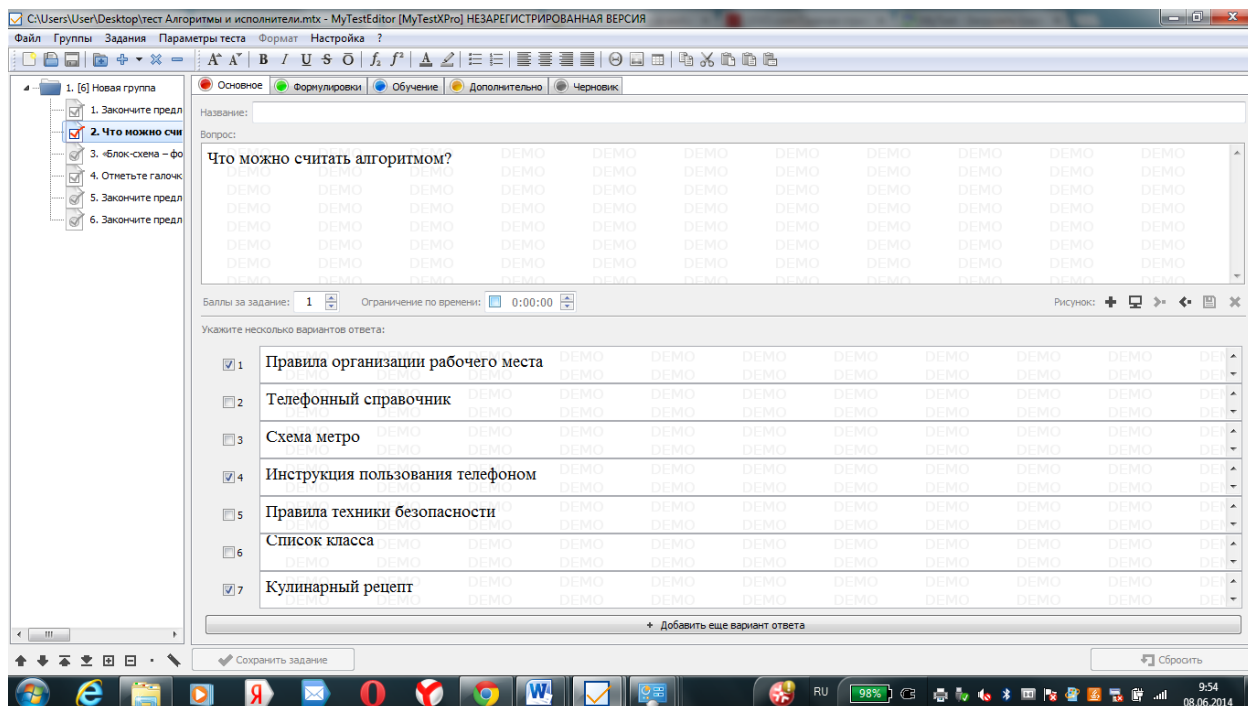 C:\Users\User\Desktop\тест Алгоритмы и исполнители.mtx - MyTestEditor [MyTestXPro] НЕЗАРЕГИСТРИРОВАННАЯ ВЕРСИЯ
Файл Группы Задания Параметры теста Формат Настройка ?
1. [6] Новая группа
1. Закончите предл
2. Что можно счи
3. «Блок-схема – фо
4. Отметьте галочк
5. Закончите предл
6. Закончите предл
Основное Формулировки Обучение Дополнительно Черновик
Название:
Вопрос:
Что можно считать алгоритмом?
Баллы за задание: 1 Ограничение по времени: 0:00:00 Рисунок:
Укажите несколько вариантов ответа:
1 Правила организации рабочего места
2 Телефонный справочник
3 Схема метро
4 Инструкция пользования телефоном
5 Правила техники безопасности
6 Список класса
7 Кулинарный рецепт
+ Добавить еще вариант ответа
Сохранить задание Сбросить
RU 98% 9:54
08.06.2014